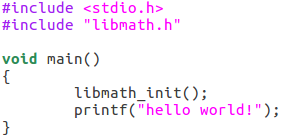 #include <stdio.h>
#include "libmath.h"
void main()
{
        libmath_init();
        printf("hello world!");
}